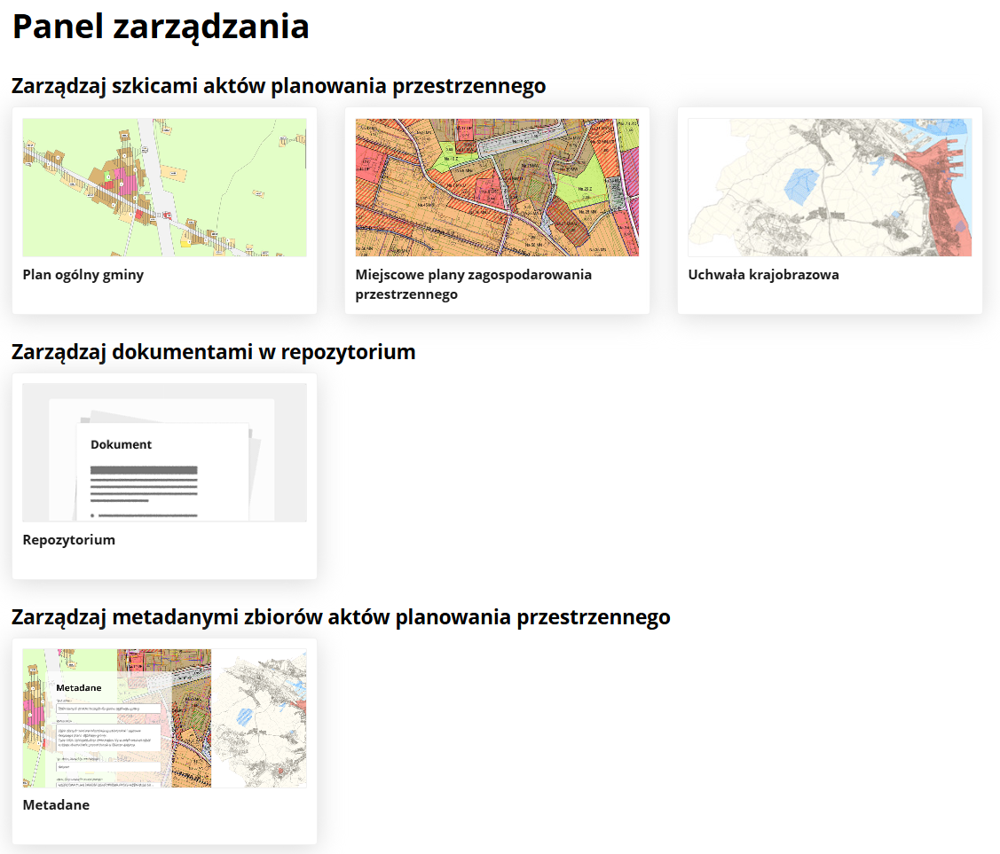 Panel zarządzania
Zarządzaj szkicami aktów planowania przestrzennego
Plan ogólny gminy
Miejscowe plany zagospodarowania
przestrzennego
Uchwała krajobrazowa
Zarządzaj dokumentami w repozytorium
Dokument
Repozytorium
Zarządzaj metadanymi zbiorów aktów planowania przestrzennego
Metadane
Metadane